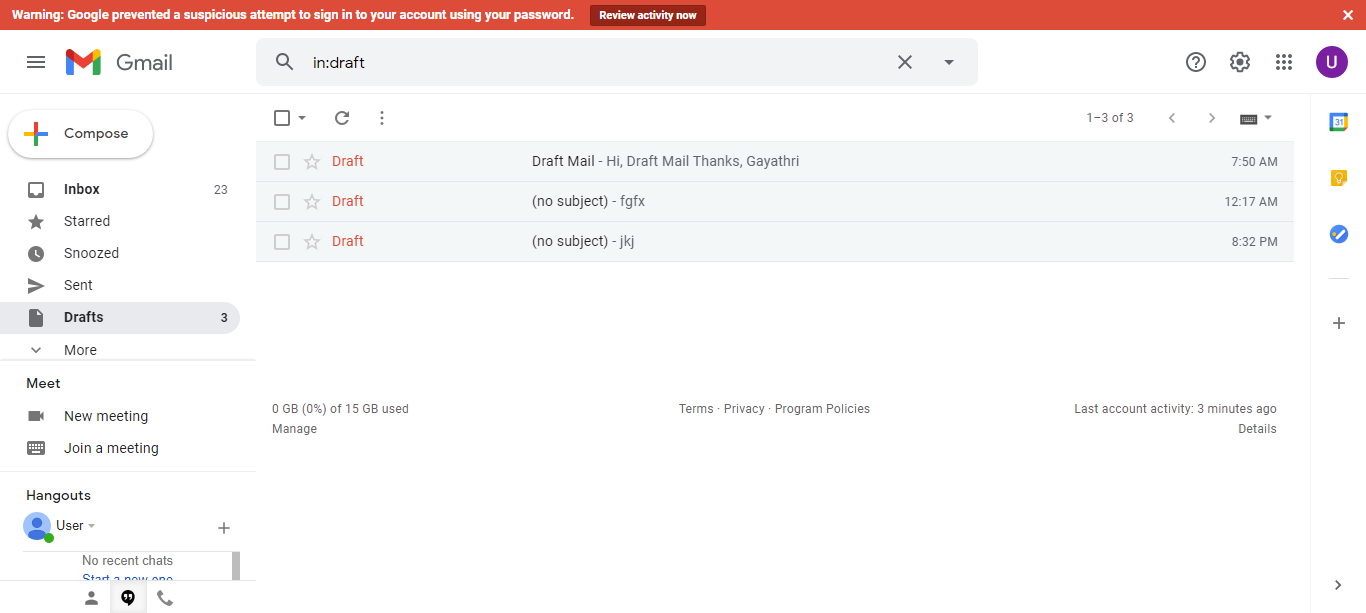 Warning: Google prevented a suspicious attempt to sign in to your account using your password. Review activity now
Gmail
in:draft
U
Compose
1–3 of 3
31
Draft Draft Mail - Hi, Draft Mail Thanks, Gayathri 7:50 AM
Draft (no subject) - fgfx 12:17 AM
Draft (no subject) - jkj 8:32 PM
Inbox 23
Starred
Snoozed
Sent
Drafts 3
More
Meet
New meeting
Join a meeting
Hangouts
User
No recent chats
Start a new one
0 GB (0%) of 15 GB used
Manage
Terms · Privacy · Program Policies
Last account activity: 3 minutes ago
Details